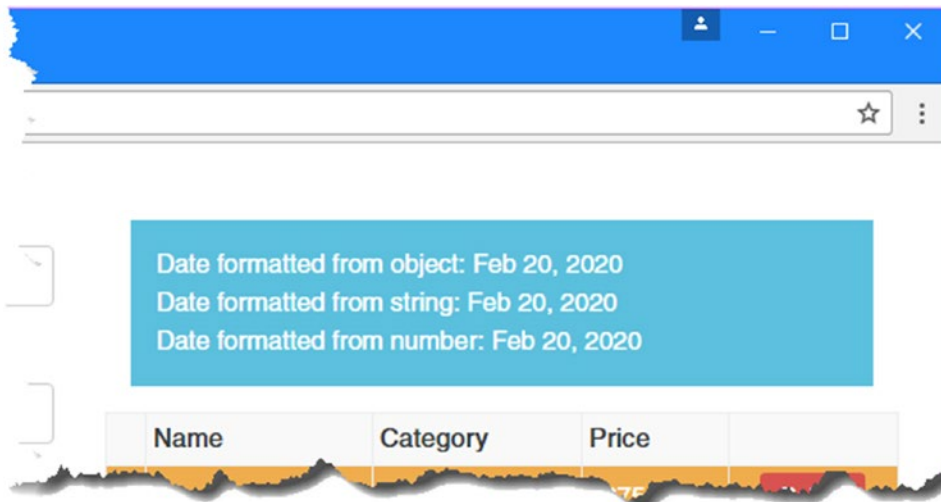 Date formatted from object: Feb 20, 2020
Date formatted from string: Feb 20, 2020
Date formatted from number: Feb 20, 2020
Name Category Price